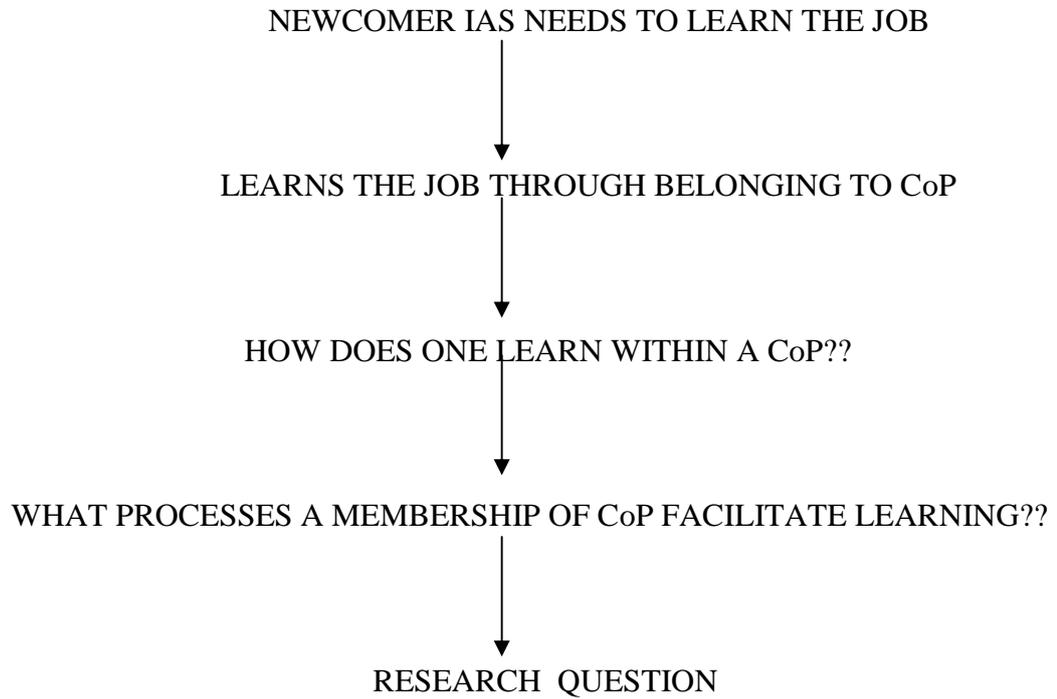 NEWCOMER IAS NEEDS TO LEARN THE JOB
LEARNS THE JOB THROUGH BELONGING TO CoP
HOW DOES ONE LEARN WITHIN A CoP??
WHAT PROCESSES A MEMBERSHIP OF CoP FACILITATE LEARNING??
RESEARCH QUESTION